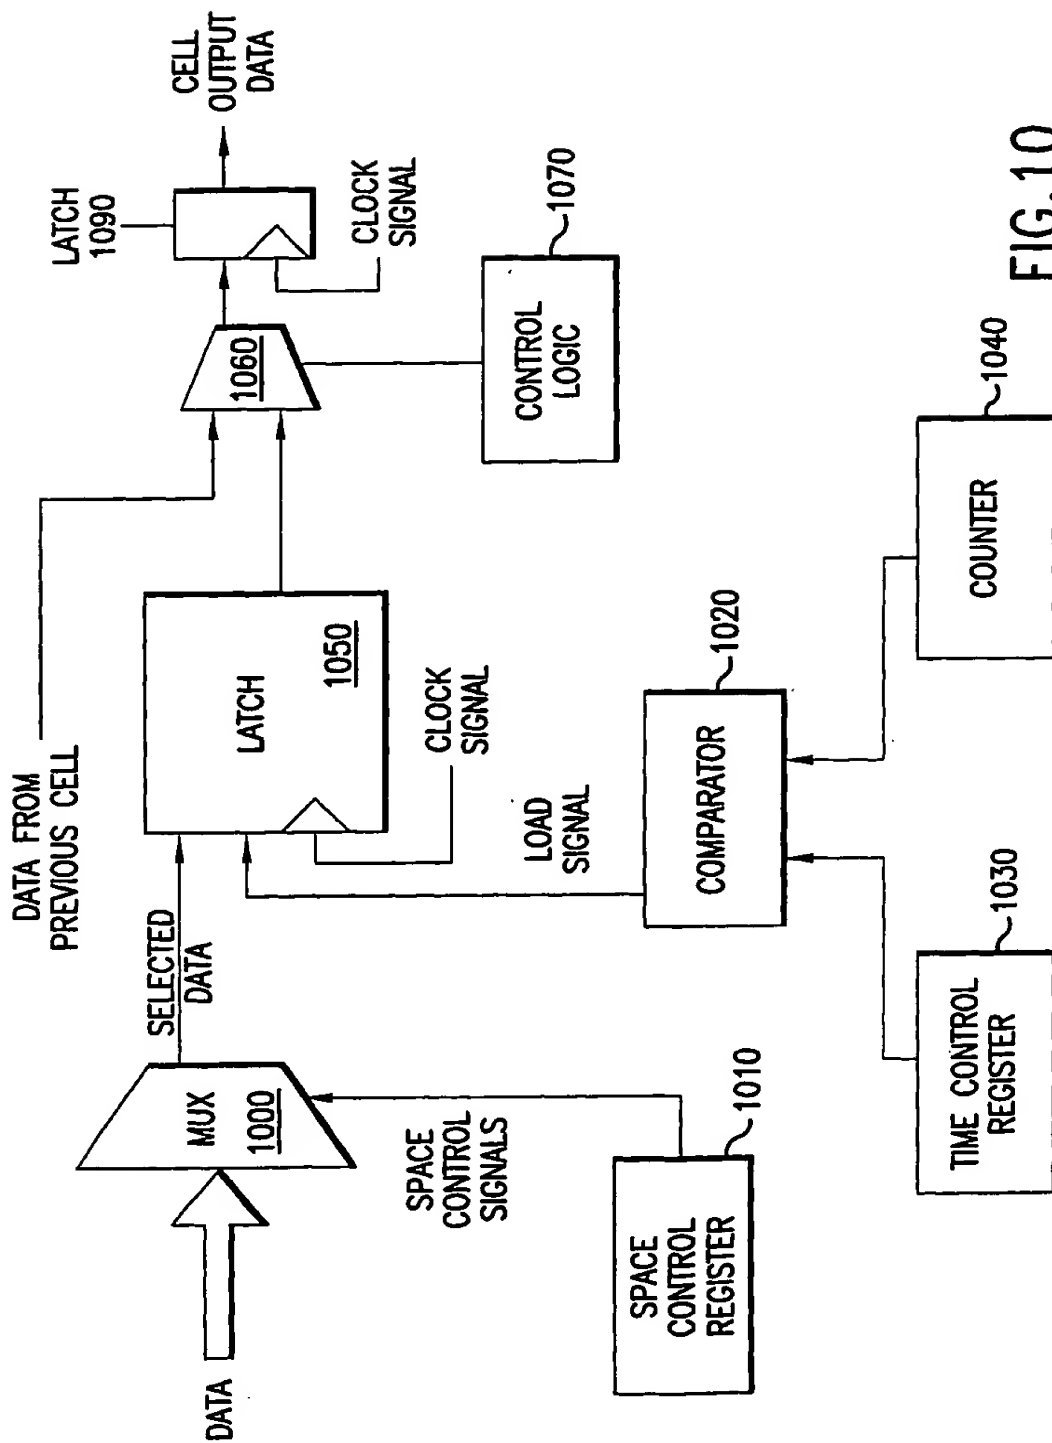 DATA
MUX
1000
SPACE
CONTROL
SIGNALS
SPACE
CONTROL
REGISTER
1010
SELECTED
DATA
DATA FROM
PREVIOUS CELL
LATCH
1050
CLOCK
SIGNAL
LOAD
SIGNAL
COMPARATOR
1020
TIME CONTROL
REGISTER
1030
COUNTER
1040
1060
CONTROL
LOGIC
1070
LATCH
1090
CLOCK
SIGNAL
CELL
OUTPUT
DATA
FIG.10